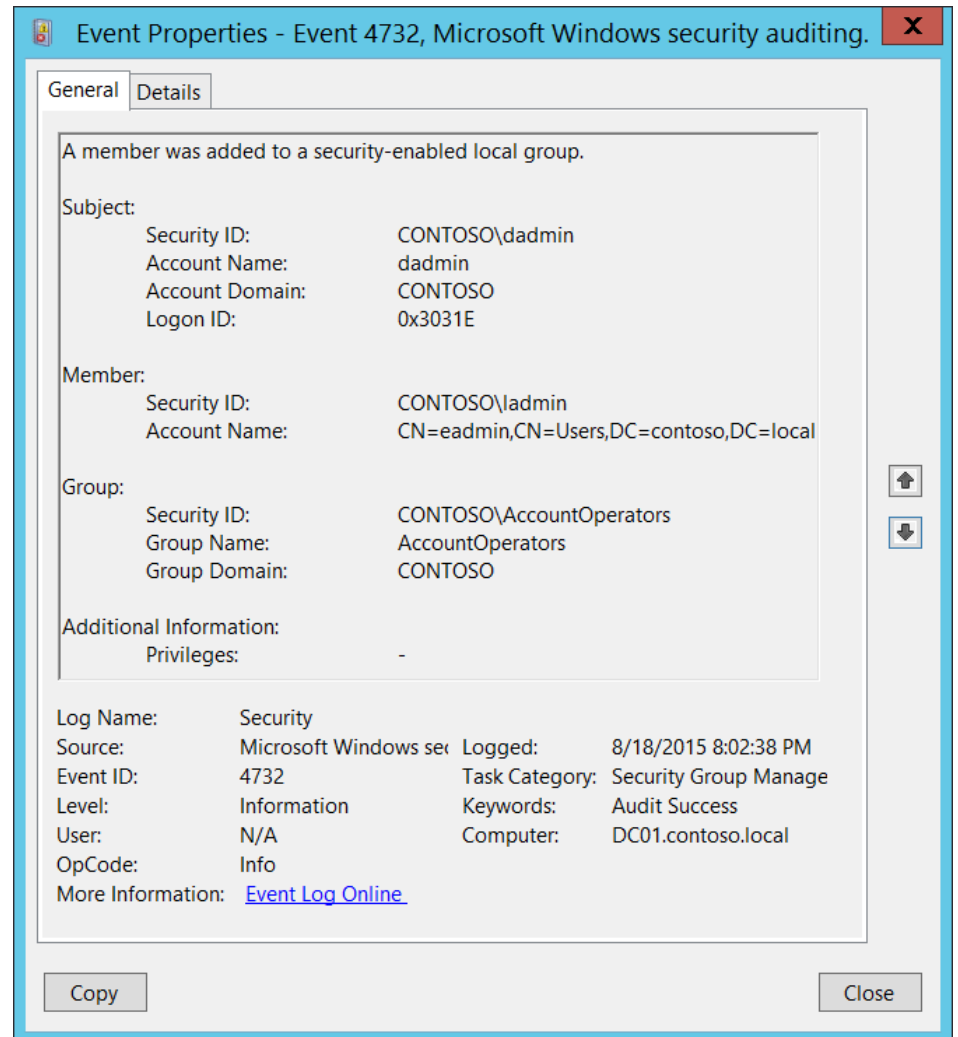 Event Properties - Event 4732, Microsoft Windows security auditing.
X
General Details
A member was added to a security-enabled local group.
Subject:
Security ID: CONTOSO\dadmin
Account Name: dadmin
Account Domain: CONTOSO
Logon ID: 0x3031E
Member:
Security ID: CONTOSO\ladmin
Account Name: CN=eadmin,CN=Users,DC=contoso,DC=local
Group:
Security ID: CONTOSO\AccountOperators
Group Name: AccountOperators
Group Domain: CONTOSO
Additional Information:
Privileges: -
Log Name: Security
Source: Microsoft Windows sec Logged: 8/18/2015 8:02:38 PM
Event ID: 4732 Task Category: Security Group Manage
Level: Information Keywords: Audit Success
User: N/A Computer: DC01.contoso.local
OpCode: Info
More Information: Event Log Online
Copy Close